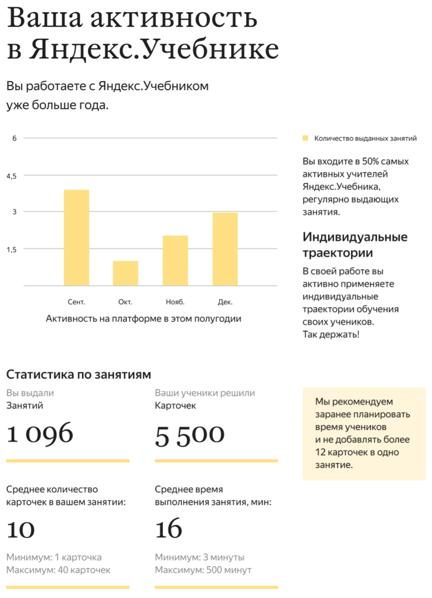 Ваша активность
в Яндекс.Учебнике
Вы работаете с Яндекс.Учебником
уже больше года.
6
4,5
3
1,5
Сент.
Окт.
Нояб.
Дек.
Активность на платформе в этом полугодии
Количество выданных занятий
Вы входите в 50% самых
активных учителей
Яндекс.Учебника,
регулярно выдающих
занятия.
Индивидуальные
траектории
В своей работе вы
активно применяете
индивидуальные
траектории обучения
своих учеников.
Так держать!
Статистика по занятиям
Вы выдали
Занятий
1 096
Ваши ученики решили
Карточек
5 500
Мы рекомендуем
заранее планировать
время учеников
и не добавлять более
12 карточек в одно
занятие.
Среднее количество
карточек в вашем занятии:
10
Минимум: 1 карточка
Максимум: 40 карточек
Среднее время
выполнения занятия, мин:
16
Минимум: 3 минуты
Максимум: 500 минут